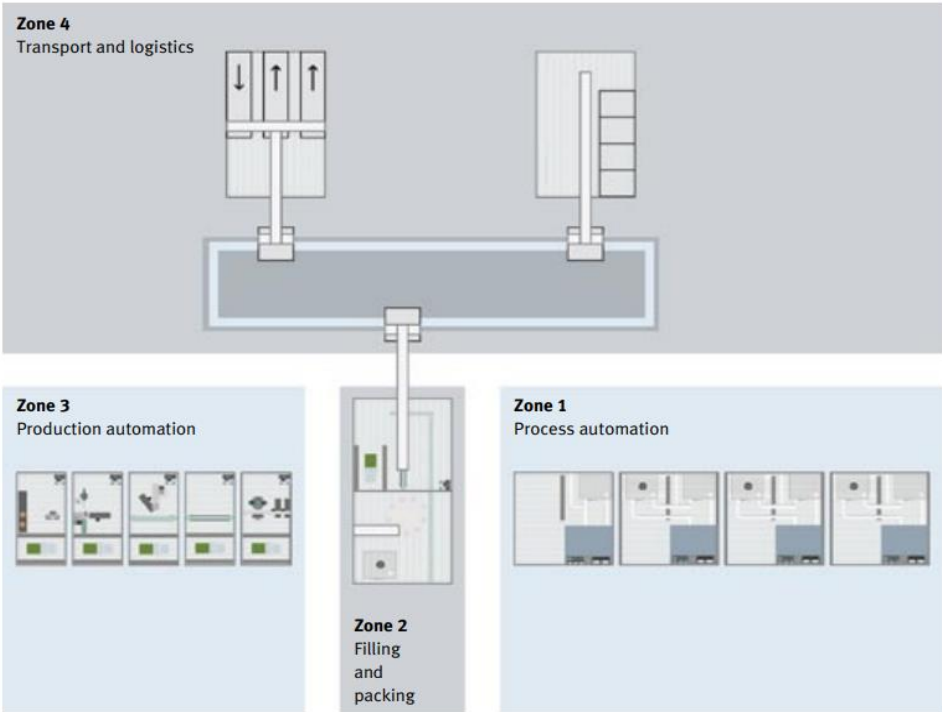 Zone 4
Transport and logistics
Zone 3
Production automation
Zone 2
Filling
and
packing
Zone 1
Process automation